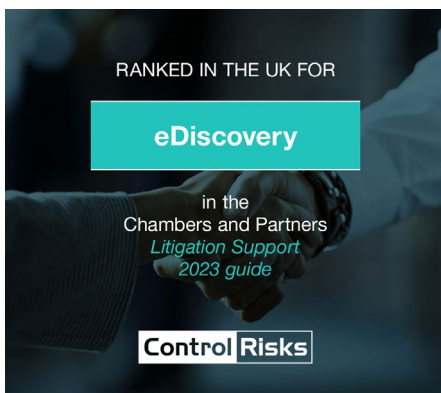 RANKED IN THE UK FOR
eDiscovery
in the
Chambers and Partners
Litigation Support
2023 guide
Control Risks